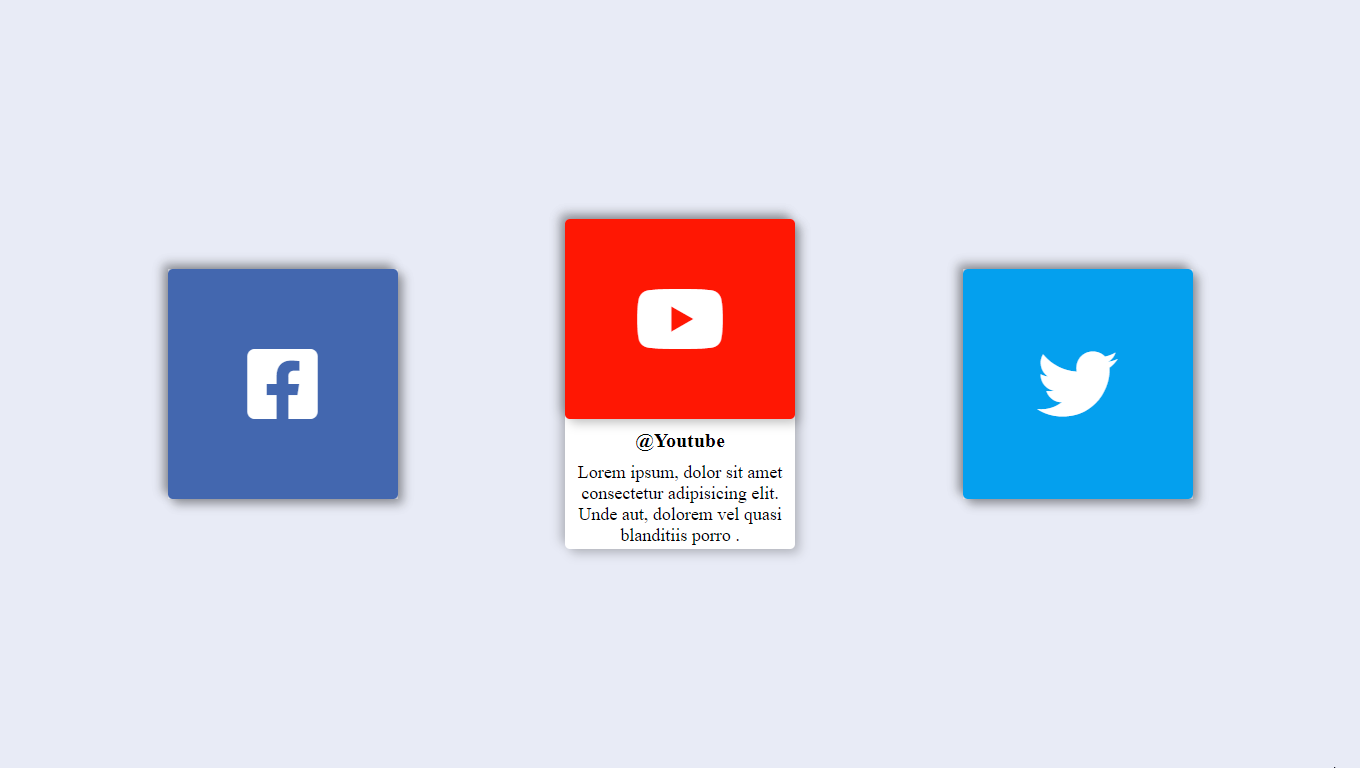 @Youtube
Lorem ipsum, dolor sit amet
consectetur adipisicing elit.
Unde aut, dolorem vel quasi
blanditiis porro .